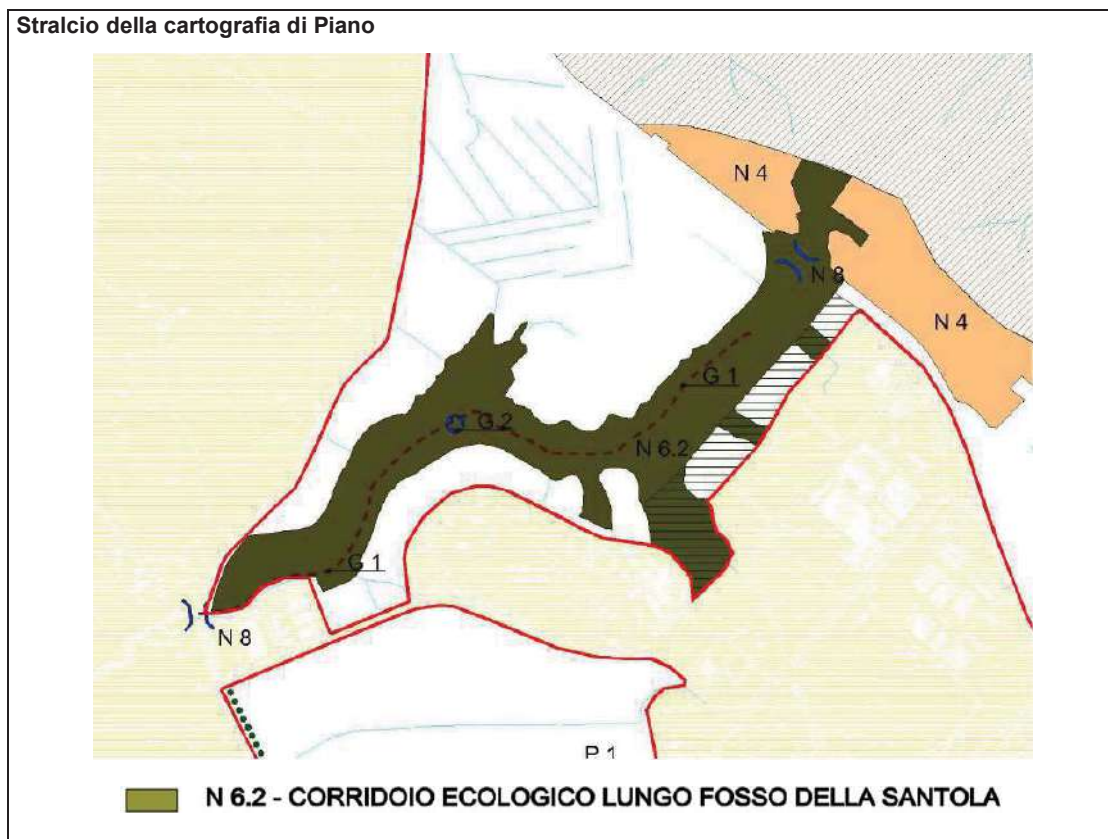 Stralcio della cartografia di Piano
N 4
N 8
N 4
G 1
G 2
N 6.2
G 1
N 8
P 1
N 6.2 - CORRIDOIO ECOLOGICO LUNGO FOSSO DELLA SANTOLA